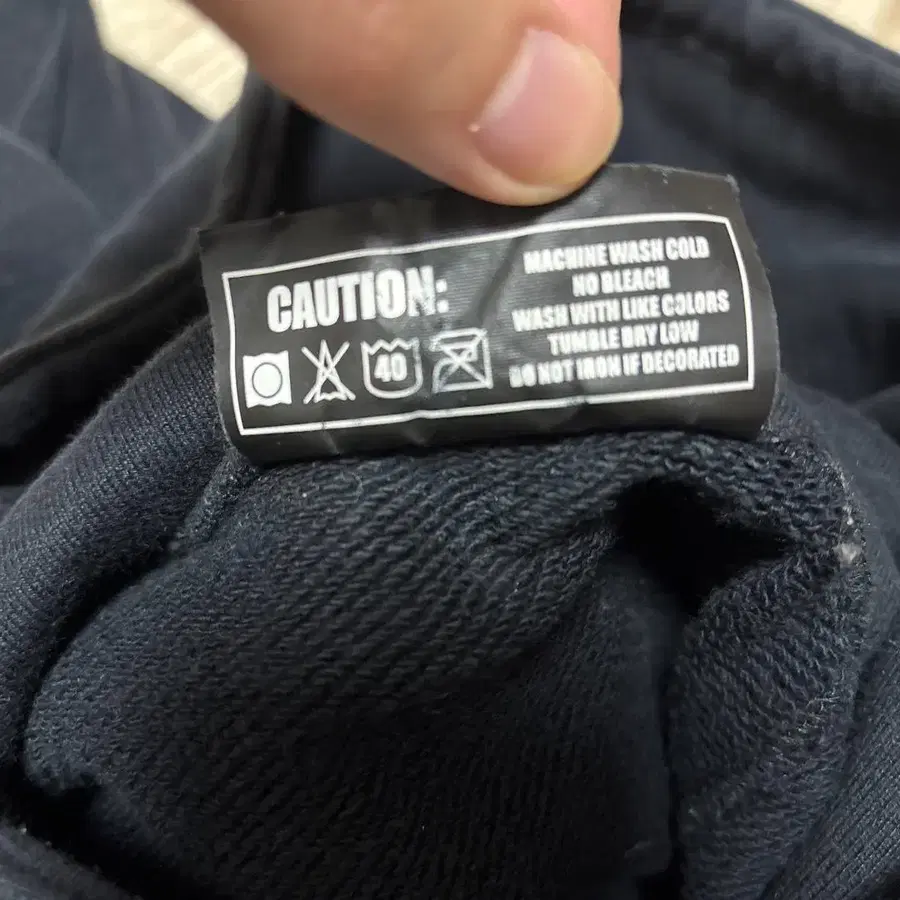 CAUTION:
40
MACHINE WASH COLD
NO BLEACH
WASH WITH LIKE COLORS
TUMBLE DRY LOW
DO NOT IRON IF DECORATED